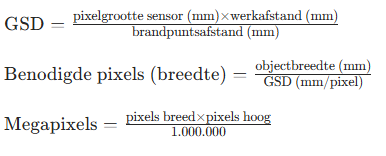 GSD = pixelgrootte sensor (mm)×werkafstand (mm) / brandpuntsafstand (mm)
Benodigde pixels (breedte) = objectbreedte (mm) / GSD (mm/pixel)
Megapixels = pixels breed×pixels hoog / 1.000.000